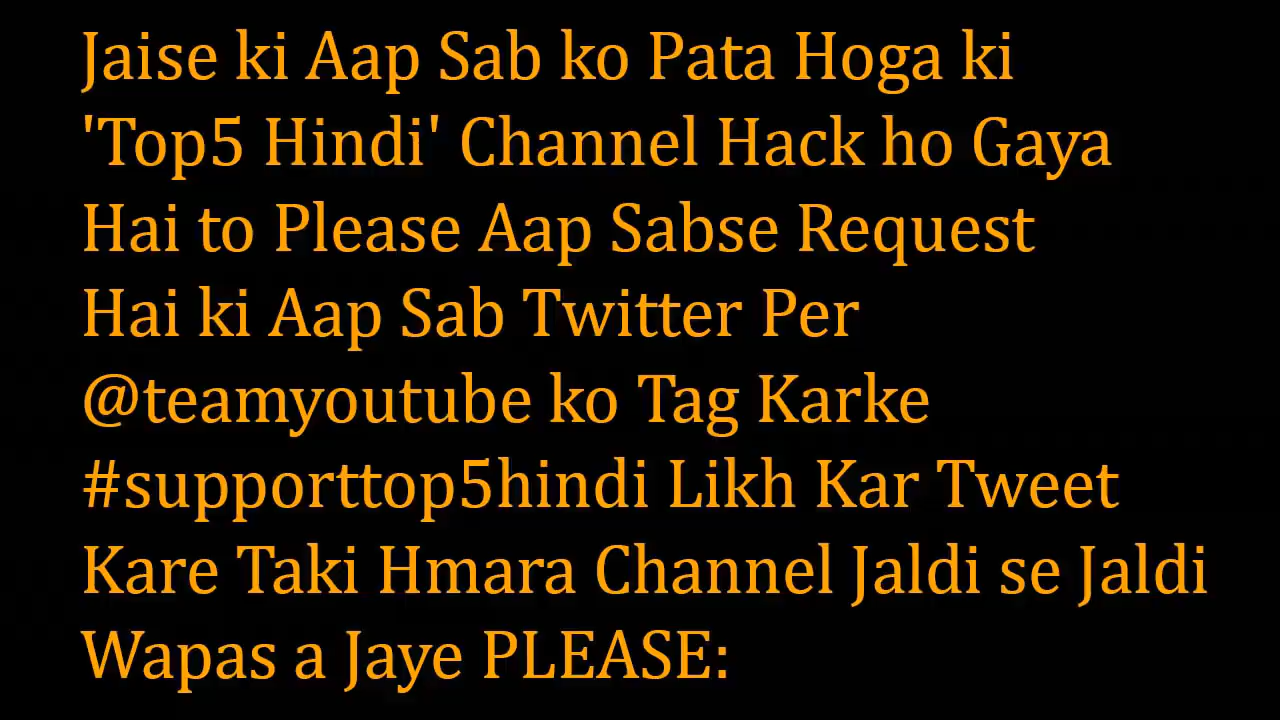 Jaise ki Aap Sab ko Pata Hoga ki
'Top5 Hindi' Channel Hack ho Gaya
Hai to Please Aap Sabse Request
Hai ki Aap Sab Twitter Per
@teamyoutube ko Tag Karke
#supporttop5hindi Likh Kar Tweet
Kare Taki Hmara Channel Jaldi se Jaldi
Wapas a Jaye PLEASE: